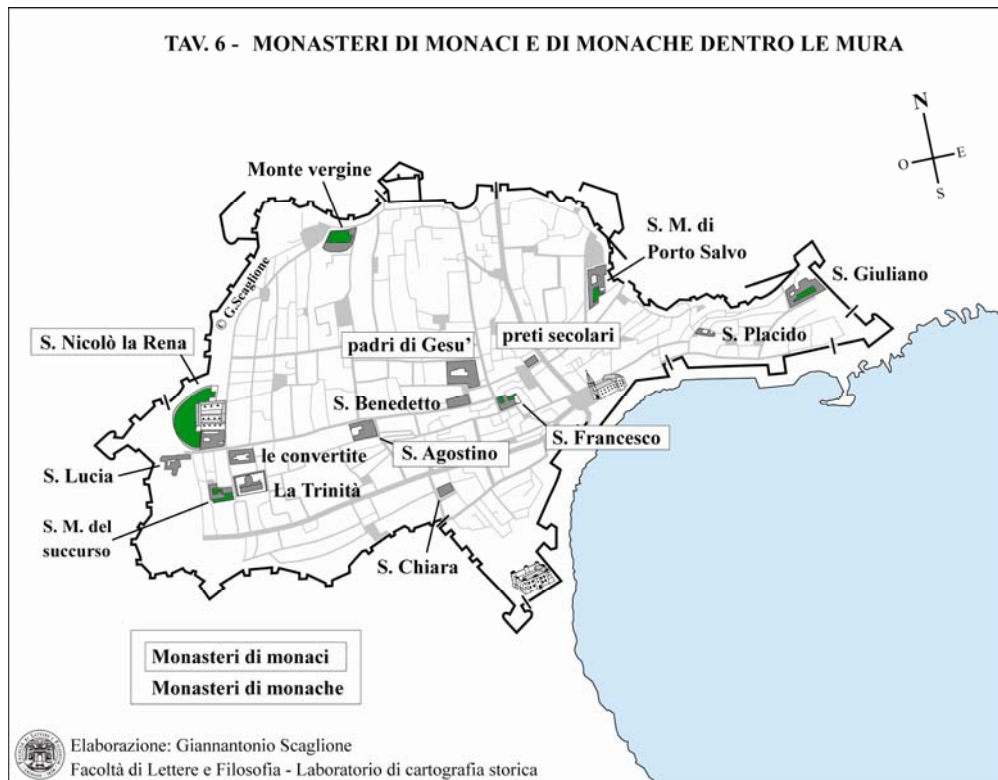 TAV. 6 - MONASTERI DI MONACI E DI MONACHE DENTRO LE MURA
N
O
E
S
Monte vergine
S. M. di
Porto Salvo
S. Giuliano
© G.Scaglione
S. Nicolò la Rena
padri di Gesu'
preti secolari
S. Placido
S. Benedetto
S. Francesco
S. Agostino
le convertite
S. Lucia
La Trinità
S. M. del
succurso
S. Chiara
Monasteri di monaci
Monasteri di monache
Elaborazione: Giannantonio Scaglione
Facoltà di Lettere e Filosofia - Laboratorio di cartografia storica